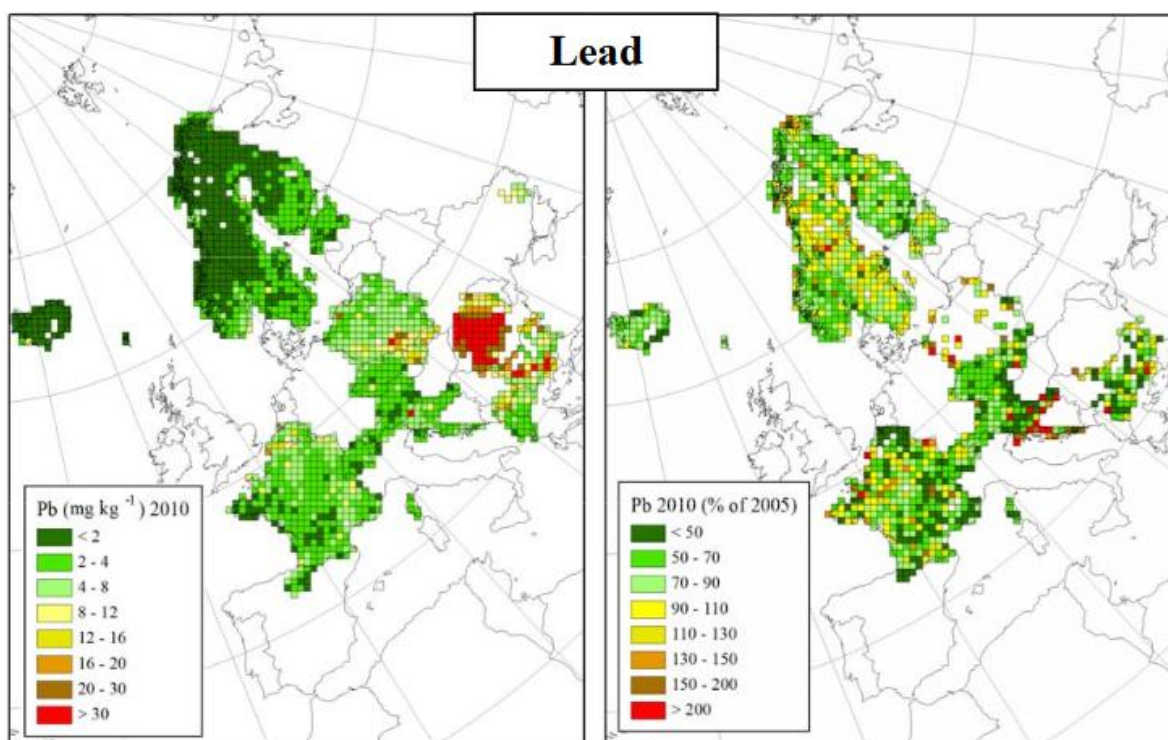 Lead
Pb (mg kg ⁻¹) 2010
< 2
2 - 4
4 - 8
8 - 12
12 - 16
16 - 20
20 - 30
> 30
Pb 2010 (% of 2005)
< 50
50 - 70
70 - 90
90 - 110
110 - 130
130 - 150
150 - 200
> 200